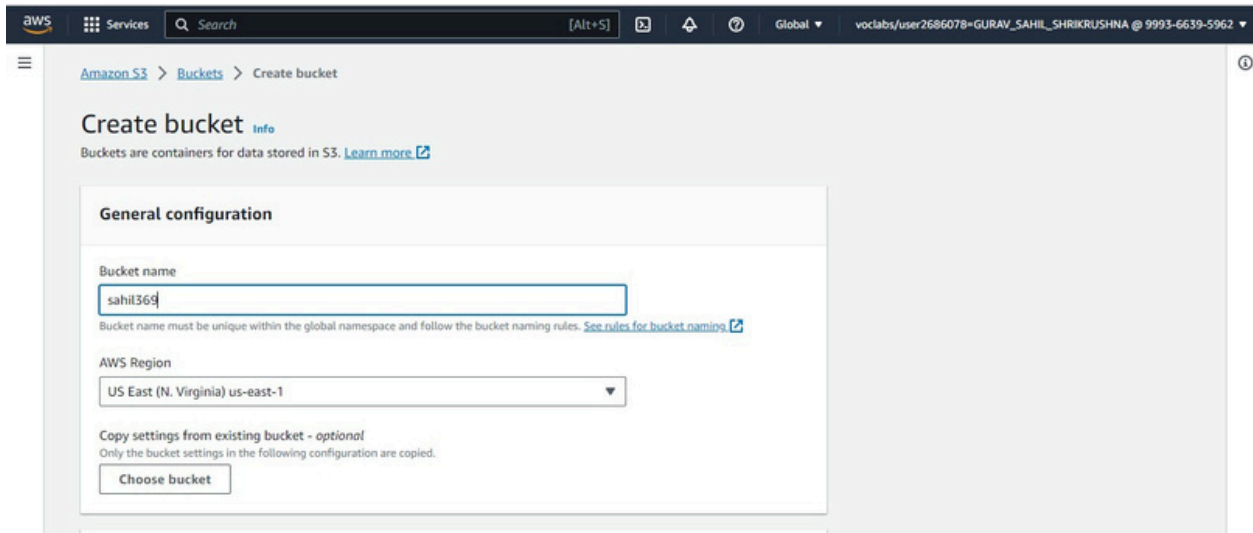 aws Services Search [Alt+S] Global ▼ voclabs/user2686078=GURAV_SAHIL_SHRIKRUSHNA @ 9993-6639-5962 ▼
Amazon S3 > Buckets > Create bucket
Create bucket Info
Buckets are containers for data stored in S3. Learn more
General configuration
Bucket name
sahil369
Bucket name must be unique within the global namespace and follow the bucket naming rules. See rules for bucket naming
AWS Region
US East (N. Virginia) us-east-1
Copy settings from existing bucket - optional
Only the bucket settings in the following configuration are copied.
Choose bucket